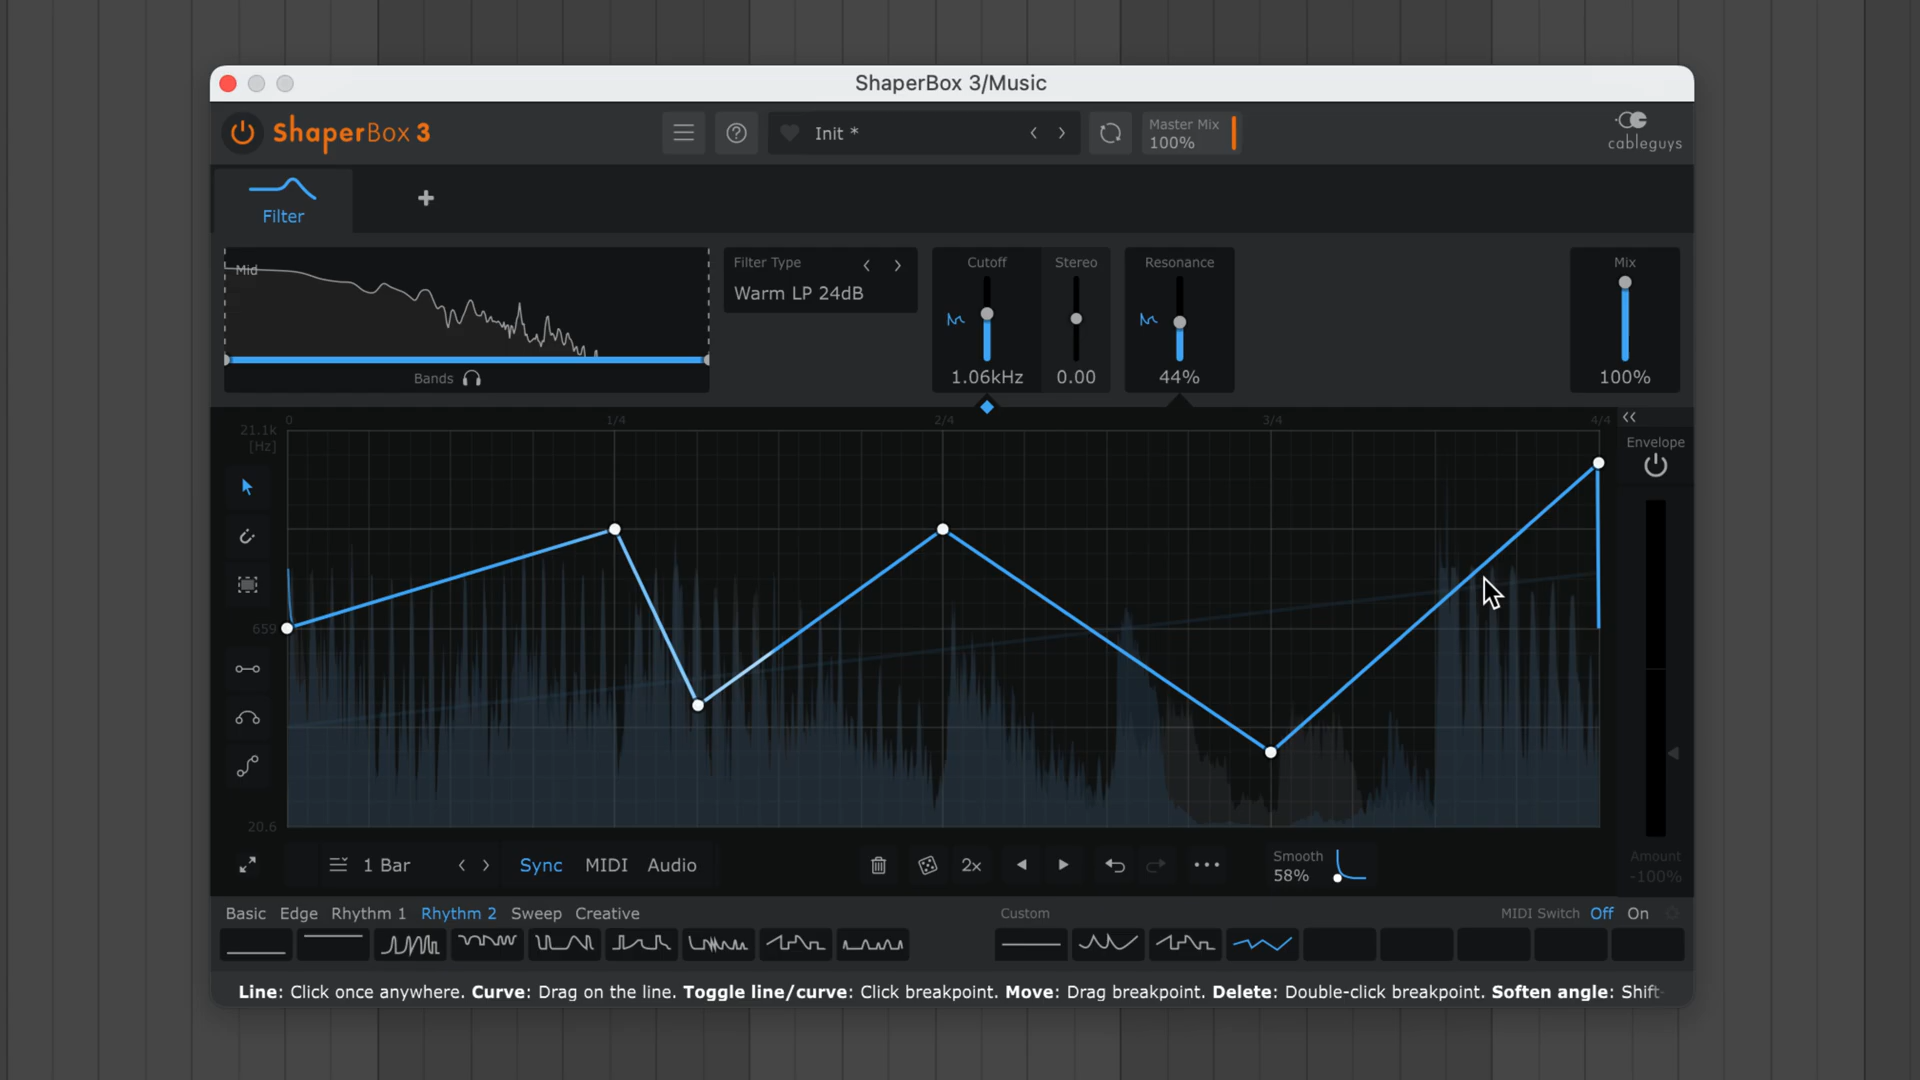 ShaperBox 3/Music
ShaperBox 3
Init *
Master Mix
100%
cableguys
Filter
Mid
Bands
Filter Type
Warm LP 24dB
Cutoff
1.06kHz
Stereo
0.00
Resonance
44%
Mix
100%
0
1/4
2/4
3/4
4/4
21.1k
[Hz]
659
20.6
Envelope
Amount
-100%
1 Bar
Sync
MIDI
Audio
2x
Smooth
58%
Basic
Edge
Rhythm 1
Rhythm 2
Sweep
Creative
Custom
MIDI Switch
Off
On
Line: Click once anywhere. Curve: Drag on the line. Toggle line/curve: Click breakpoint. Move: Drag breakpoint. Delete: Double-click breakpoint. Soften angle: Shift-